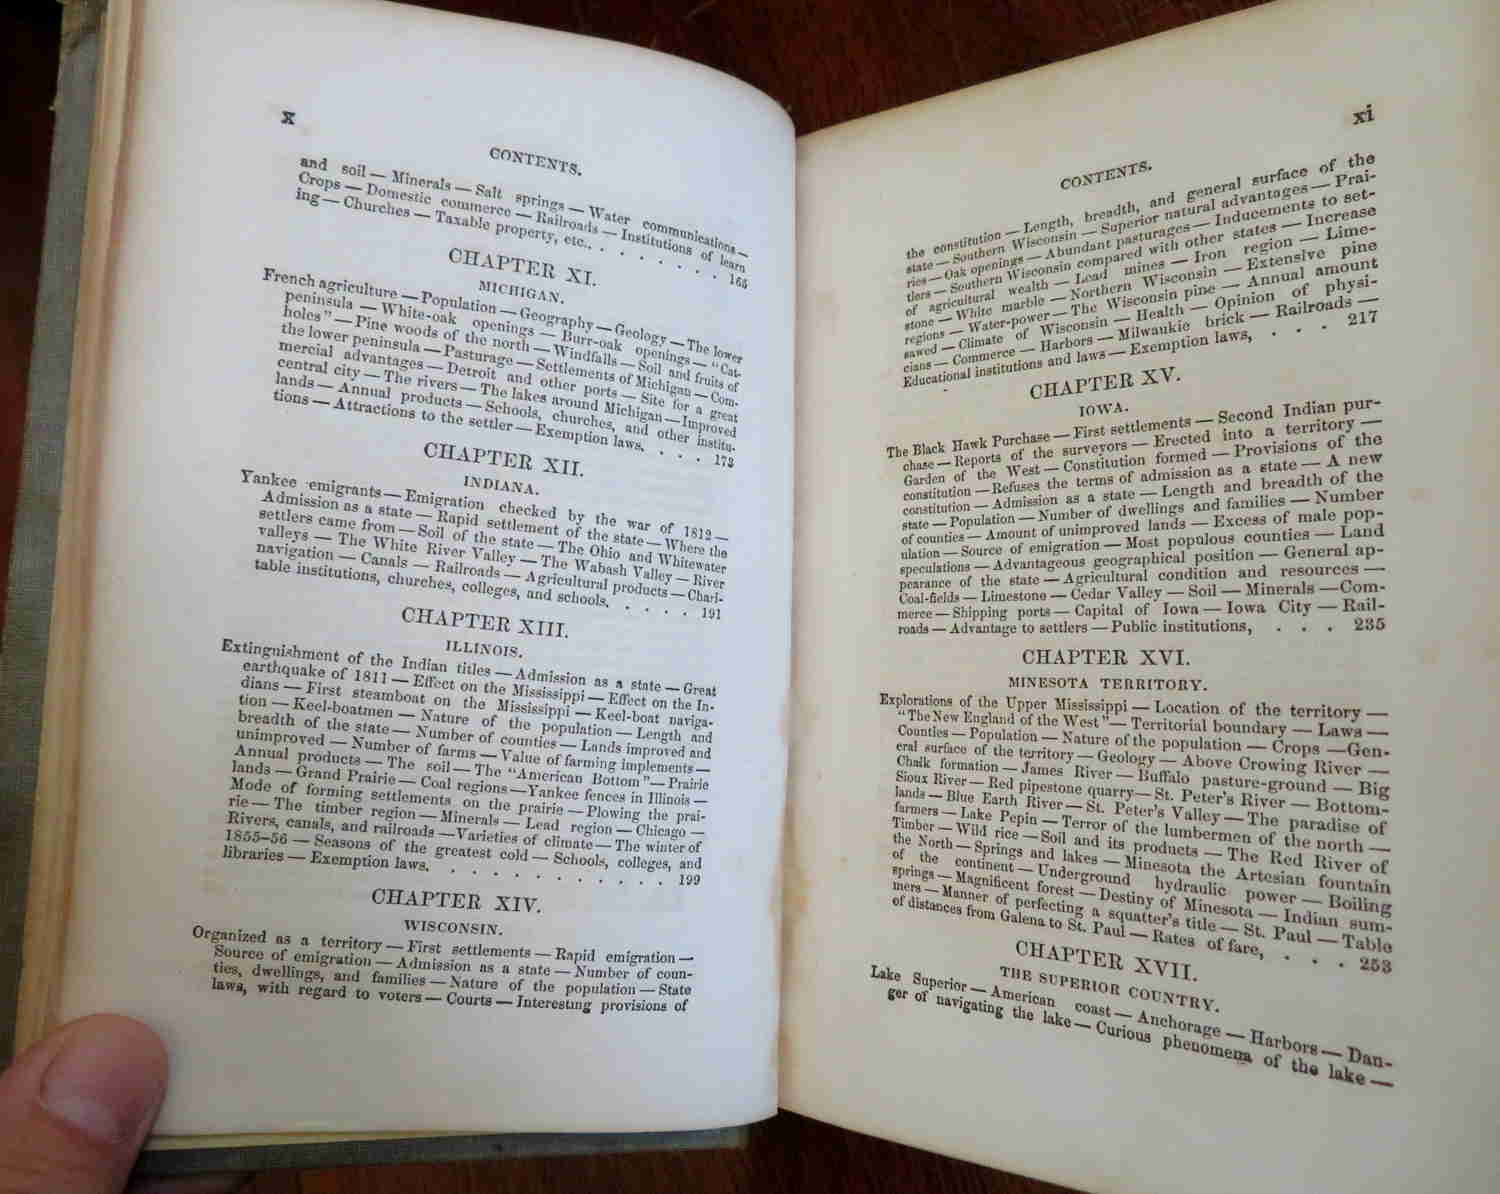 x
CONTENTS.
and soil — Minerals — Salt springs — Water communications —
Crops — Domestic commerce — Railroads — Institutions of learn
ing — Churches — Taxable property, etc., . . . . . . . 165
CHAPTER XI.
MICHIGAN.
French agriculture — Population — Geography — Geology — The lower
peninsula — White-oak openings — Burr-oak openings — "Cat-
holes" — Pine woods of the north — Windfalls — Soil and fruits of
the lower peninsula — Pasturage — Settlements of Michigan — Com-
mercial advantages — Detroit and other ports — Site for a great
central city — The rivers — The lakes around Michigan — Improved
lands — Annual products — Schools, churches, and other institu-
tions — Attractions to the settler — Exemption laws, . . . 173
CHAPTER XII.
INDIANA.
Yankee emigrants — Emigration checked by the war of 1812 —
Admission as a state — Rapid settlement of the state — Where the
settlers came from — Soil of the state — The Ohio and Whitewater
valleys — The White River Valley — The Wabash Valley — River
navigation — Canals — Railroads — Agricultural products — Chari-
table institutions, churches, colleges, and schools, . . . . 191
CHAPTER XIII.
ILLINOIS.
Extinguishment of the Indian titles — Admission as a state — Great
earthquake of 1811 — Effect on the Mississippi — Effect on the In-
dians — First steamboat on the Mississippi — Keel-boat naviga-
tion — Keel-boatmen — Nature of the population — Length and
breadth of the state — Number of counties — Lands improved and
unimproved — Number of farms — Value of farming implements —
Annual products — The soil — The "American Bottom" — Prairie
lands — Grand Prairie — Coal regions — Yankee fences in Illinois —
Mode of forming settlements on the prairie — Plowing the prai-
rie — The timber region — Minerals — Lead region — Chicago —
Rivers, canals, and railroads — Varieties of climate — The winter of
1855-56 — Seasons of the greatest cold — Schools, colleges, and
libraries — Exemption laws, . . . . . . . . . . . 199
CHAPTER XIV.
WISCONSIN.
Organized as a territory — First settlements — Rapid emigration —
Source of emigration — Admission as a state — Number of coun-
ties, dwellings, and families — Nature of the population — State
laws, with regard to voters — Courts — Interesting provisions of
xi
CONTENTS.
the constitution — Length, breadth, and general surface of the
state — Southern Wisconsin — Superior natural advantages — Prai-
ries — Oak openings — Abundant pasturages — Inducements to set-
tlers — Southern Wisconsin compared with other states — Increase
of agricultural wealth — Lead mines — Iron region — Lime-
stone — White marble — Northern Wisconsin — Extensive pine
regions — Water-power — The Wisconsin pine — Annual amount
sawed — Climate of Wisconsin — Health — Opinion of physi-
cians — Commerce — Harbors — Milwaukie brick — Railroads —
Educational institutions and laws — Exemption laws, . . . 217
CHAPTER XV.
IOWA.
The Black Hawk Purchase — First settlements — Second Indian pur-
chase — Reports of the surveyors — Erected into a territory —
Garden of the West — Constitution formed — Provisions of the
constitution — Refuses the terms of admission as a state — A new
constitution — Admission as a state — Length and breadth of the
state — Population — Number of dwellings and families — Number
of counties — Amount of unimproved lands — Excess of male pop-
ulation — Source of emigration — Most populous counties — Land
speculations — Advantageous geographical position — General ap-
pearance of the state — Agricultural condition and resources —
Coal-fields — Limestone — Cedar Valley — Soil — Minerals — Com-
merce — Shipping ports — Capital of Iowa — Iowa City — Rail-
roads — Advantage to settlers — Public institutions, . . . 235
CHAPTER XVI.
MINESOTA TERRITORY.
Explorations of the Upper Mississippi — Location of the territory —
"The New England of the West" — Territorial boundary — Laws —
Counties — Population — Nature of the population — Crops — Gen-
eral surface of the territory — Geology — Above Crowing River —
Chalk formation — James River — Buffalo pasture-ground — Big
Sioux River — Red pipestone quarry — St. Peter's River — Bottom-
lands — Blue Earth River — St. Peter's Valley — The paradise of
farmers — Lake Pepin — Terror of the lumbermen of the north —
Timber — Wild rice — Soil and its products — The Red River of
the North — Springs and lakes — Minesota the Artesian fountain
of the continent — Underground hydraulic power — Boiling
springs — Magnificent forest — Destiny of Minesota — Indian sum-
mers — Manner of perfecting a squatter's title — St. Paul — Table
of distances from Galena to St. Paul — Rates of fare, . . . 253
CHAPTER XVII.
THE SUPERIOR COUNTRY.
Lake Superior — American coast — Anchorage — Harbors — Dan-
ger of navigating the lake — Curious phenomena of the lake —